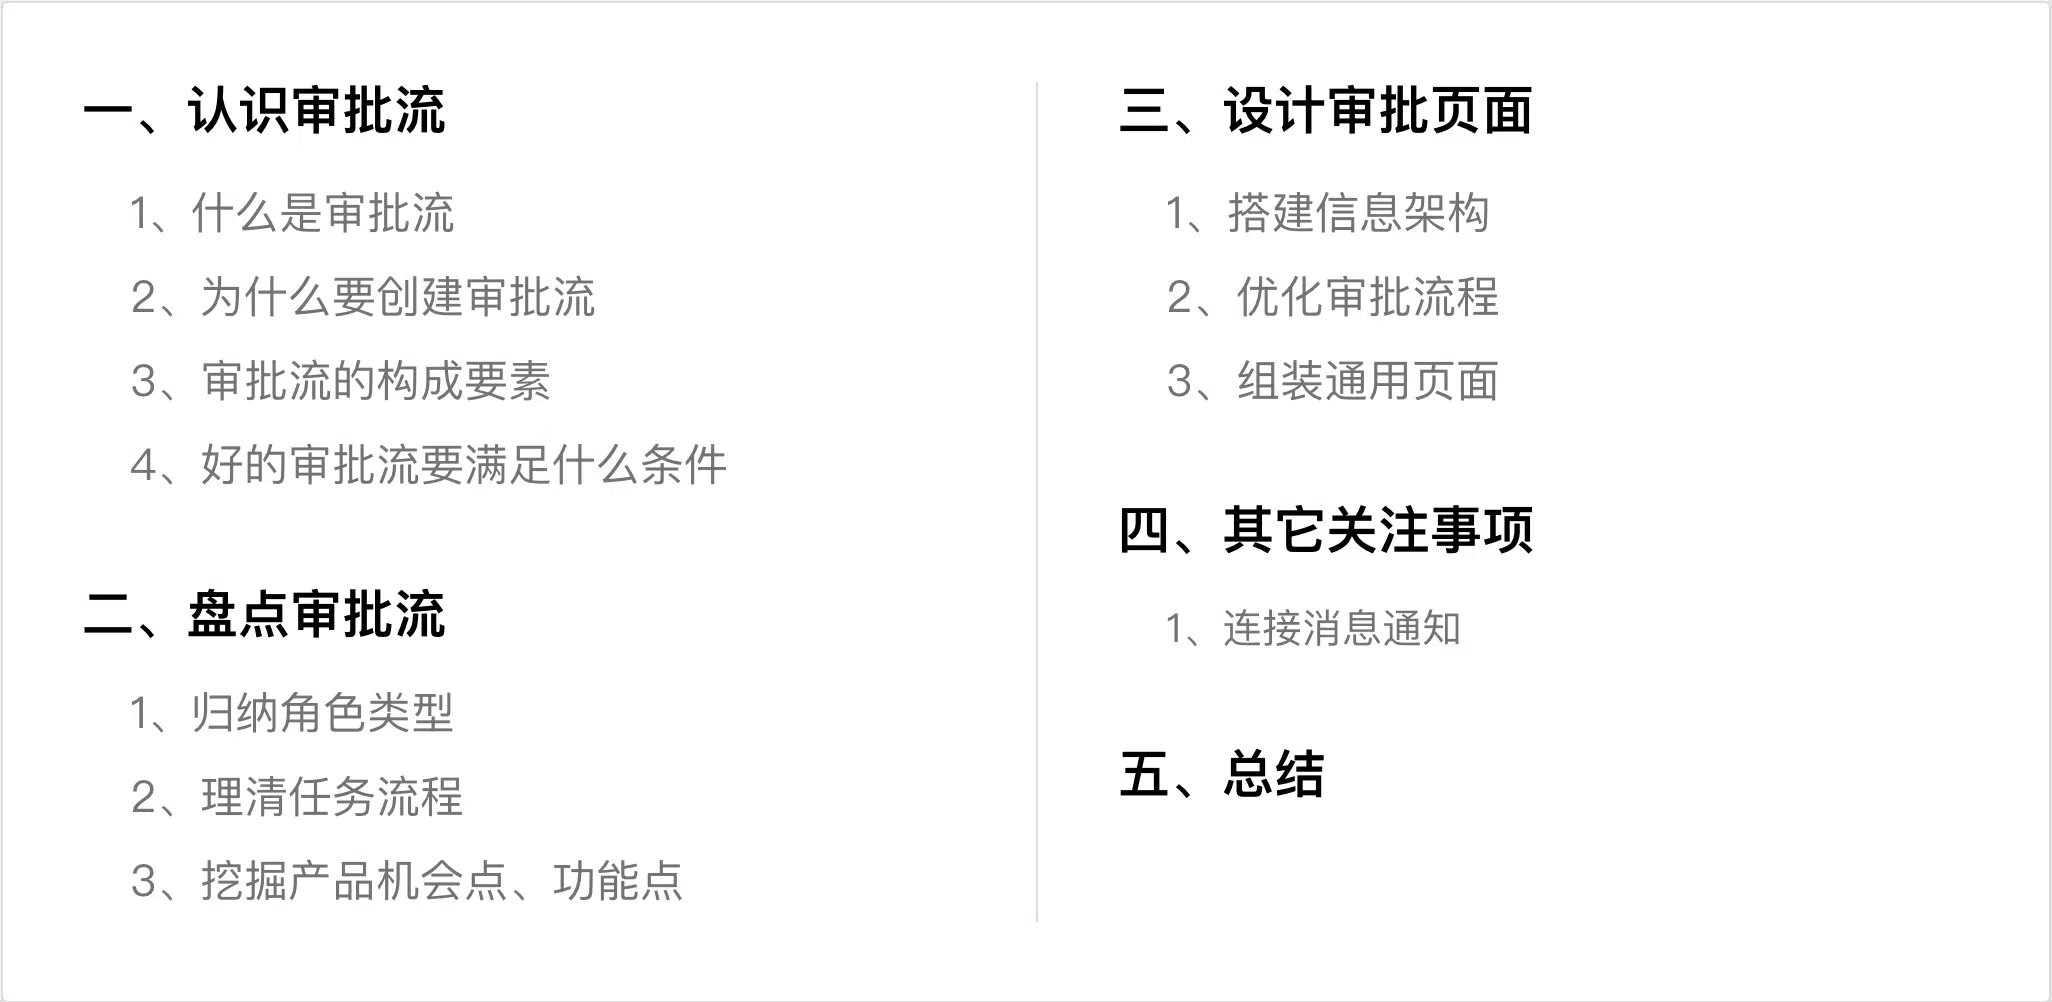 一、认识审批流
1、什么是审批流
2、为什么要创建审批流
3、审批流的构成要素
4、好的审批流要满足什么条件
二、盘点审批流
1、归纳角色类型
2、理清任务流程
3、挖掘产品机会点、功能点
三、设计审批页面
1、搭建信息架构
2、优化审批流程
3、组装通用页面
四、其它关注事项
1、连接消息通知
五、总结